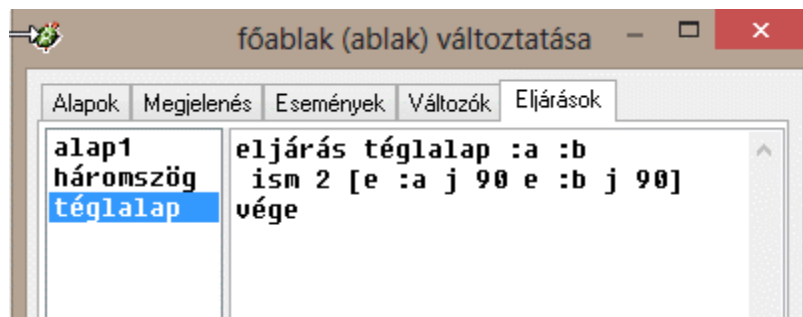 főablak (ablak) változtatása
Alapok Megjelenés Események Változók Eljárások
alap1
háromszög
téglalap
eljárás téglalap :a :b
ism 2 [e :a j 90 e :b j 90]
vége